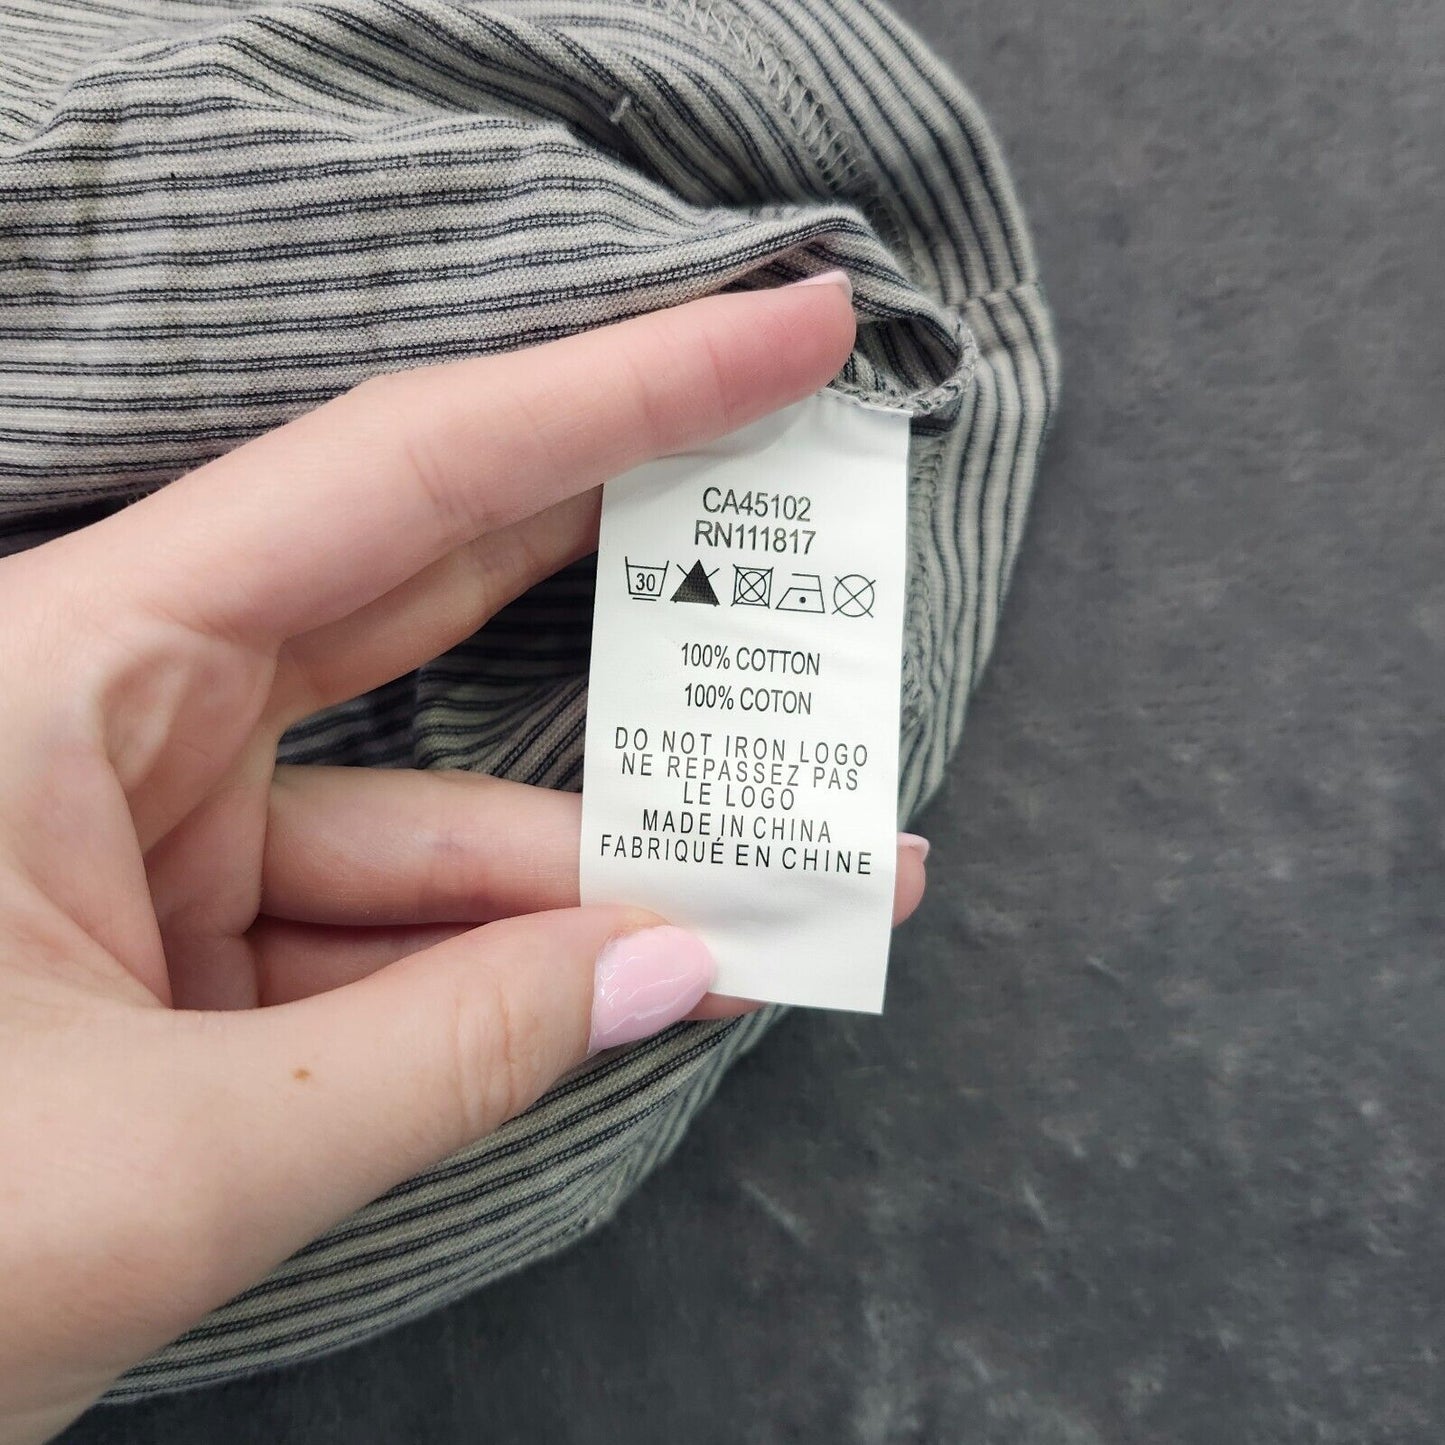 CA45102
RN111817
30
100% COTTON
100% COTON
DO NOT IRON LOGO
NE REPASSEZ PAS
LE LOGO
MADE IN CHINA
FABRIQUÉ EN CHINE